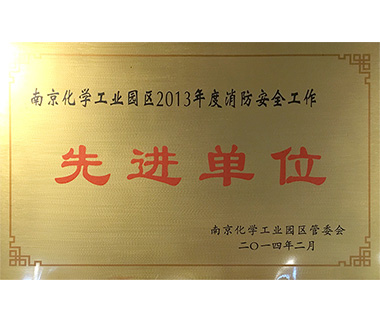 南京化学工业园区2013年度消防安全工作
先进单位
南京化学工业园区管委会
二〇一四年二月